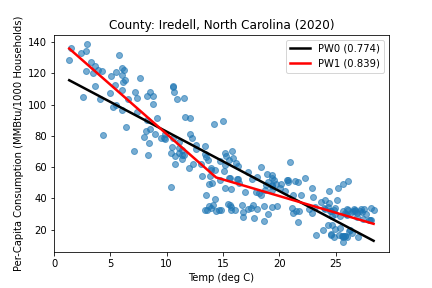 County: Iredell, North Carolina (2020)
PW0 (0.774)
PW1 (0.839)
Per-Capita Consumption (MMBtu/1000 Households)
140
120
100
80
60
40
20
0 5 10 15 20 25
Temp (deg C)